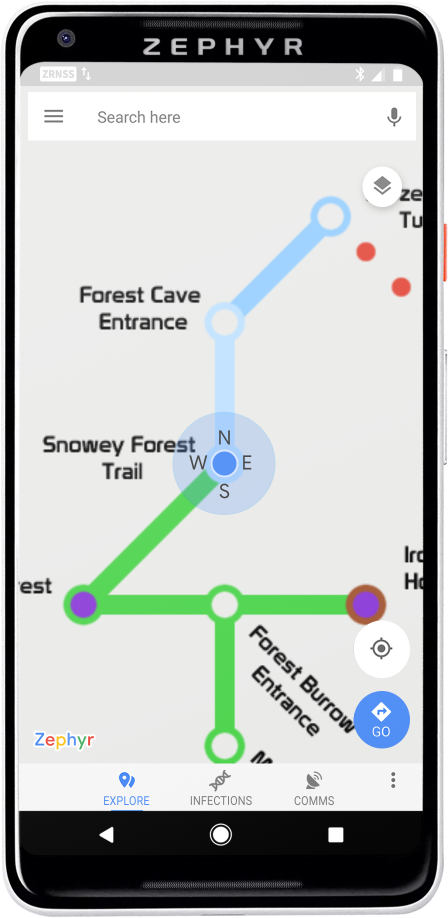 ZEPHYR
ZRNSS
Search here
ze
Tu
Forest Cave
Entrance
Snowey Forest
Trail
N
W E
S
est
Iro
Ho
Forest Burrow
Entrance
GO
Zephyr
EXPLORE
INFECTIONS
COMMS